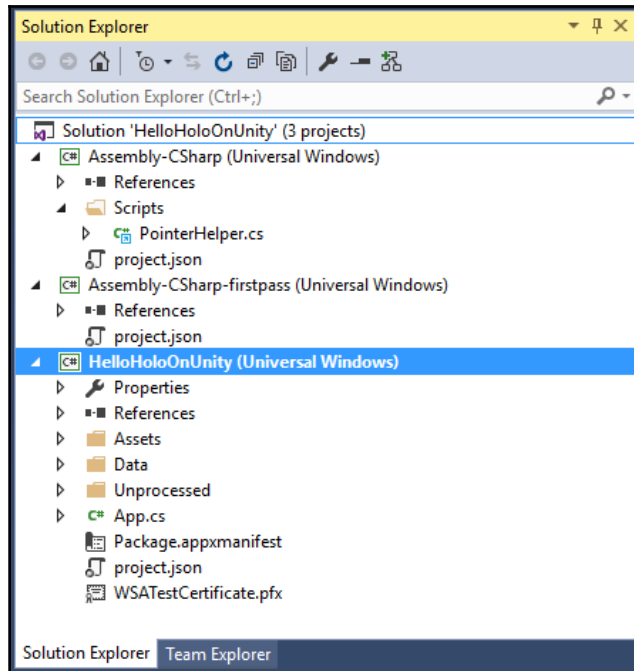 Solution Explorer
Search Solution Explorer (Ctrl+;)
Solution 'HelloHoloOnUnity' (3 projects)
C# Assembly-CSharp (Universal Windows)
References
Scripts
C# PointerHelper.cs
project.json
C# Assembly-CSharp-firstpass (Universal Windows)
References
project.json
C# HelloHoloOnUnity (Universal Windows)
Properties
References
Assets
Data
Unprocessed
C# App.cs
Package.appxmanifest
project.json
WSATestCertificate.pfx
Solution Explorer Team Explorer